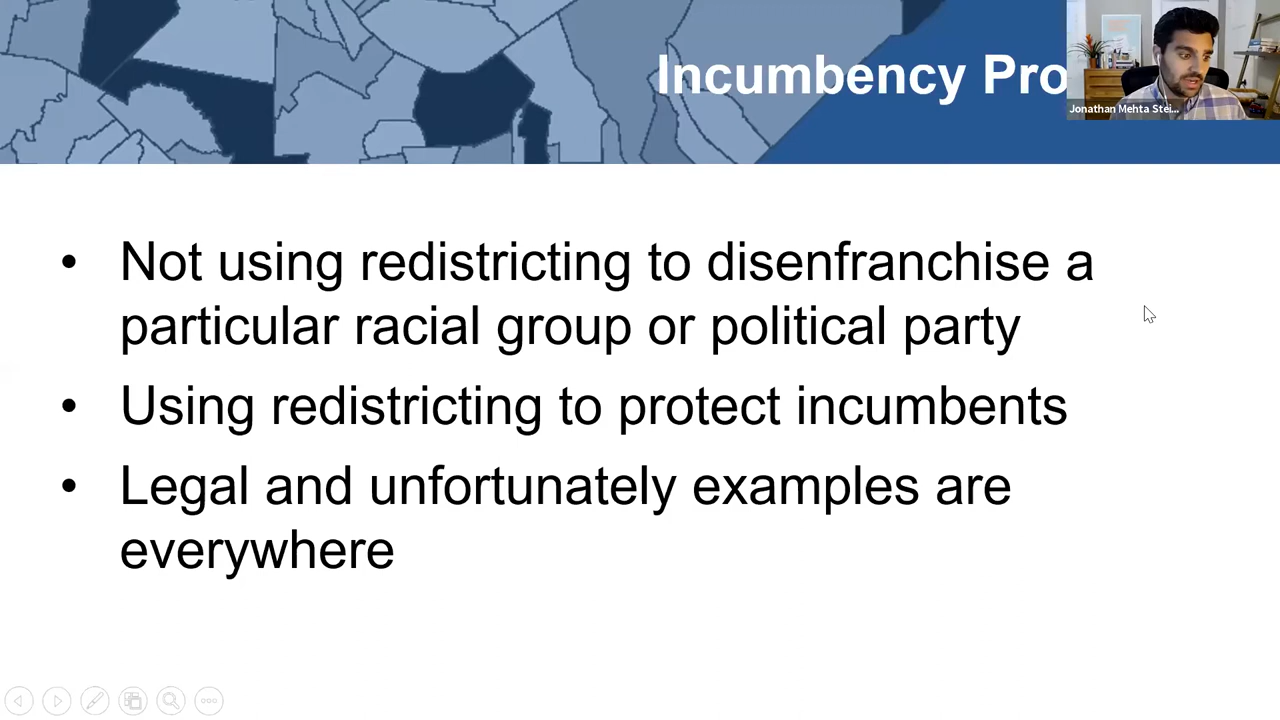 Incumbency Pro
Jonathan Mehta Stei...
• Not using redistricting to disenfranchise a
particular racial group or political party
• Using redistricting to protect incumbents
• Legal and unfortunately examples are
everywhere